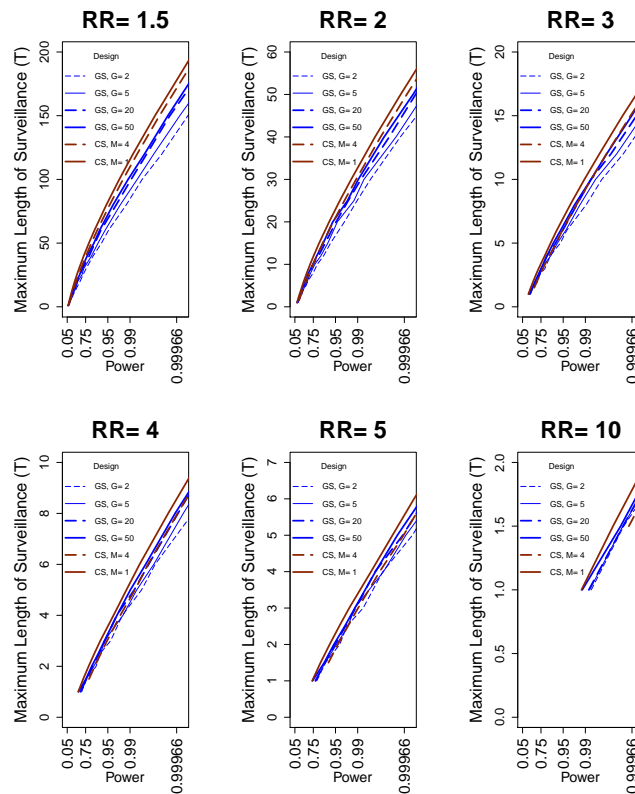 RR= 1.5
Maximum Length of Surveillance (T)
200
150
100
50
0
Design
GS, G= 2
GS, G= 5
GS, G= 20
GS, G= 50
CS, M= 4
CS, M= 1
0.05
0.75
0.95
0.99
0.99966
Power
RR= 2
Maximum Length of Surveillance (T)
60
50
40
30
20
10
0
Design
GS, G= 2
GS, G= 5
GS, G= 20
GS, G= 50
CS, M= 4
CS, M= 1
0.05
0.75
0.95
0.99
0.99966
Power
RR= 3
Maximum Length of Surveillance (T)
20
15
10
5
0
Design
GS, G= 2
GS, G= 5
GS, G= 20
GS, G= 50
CS, M= 4
CS, M= 1
0.05
0.75
0.95
0.99
0.99966
Power
RR= 4
Maximum Length of Surveillance (T)
10
8
6
4
2
0
Design
GS, G= 2
GS, G= 5
GS, G= 20
GS, G= 50
CS, M= 4
CS, M= 1
0.05
0.75
0.95
0.99
0.99966
Power
RR= 5
Maximum Length of Surveillance (T)
7
6
5
4
3
2
1
0
Design
GS, G= 2
GS, G= 5
GS, G= 20
GS, G= 50
CS, M= 4
CS, M= 1
0.05
0.75
0.95
0.99
0.99966
Power
RR= 10
Maximum Length of Surveillance (T)
2.0
1.5
1.0
0.5
0.0
Design
GS, G= 2
GS, G= 5
GS, G= 20
GS, G= 50
CS, M= 4
CS, M= 1
0.05
0.75
0.95
0.99
0.99966
Power